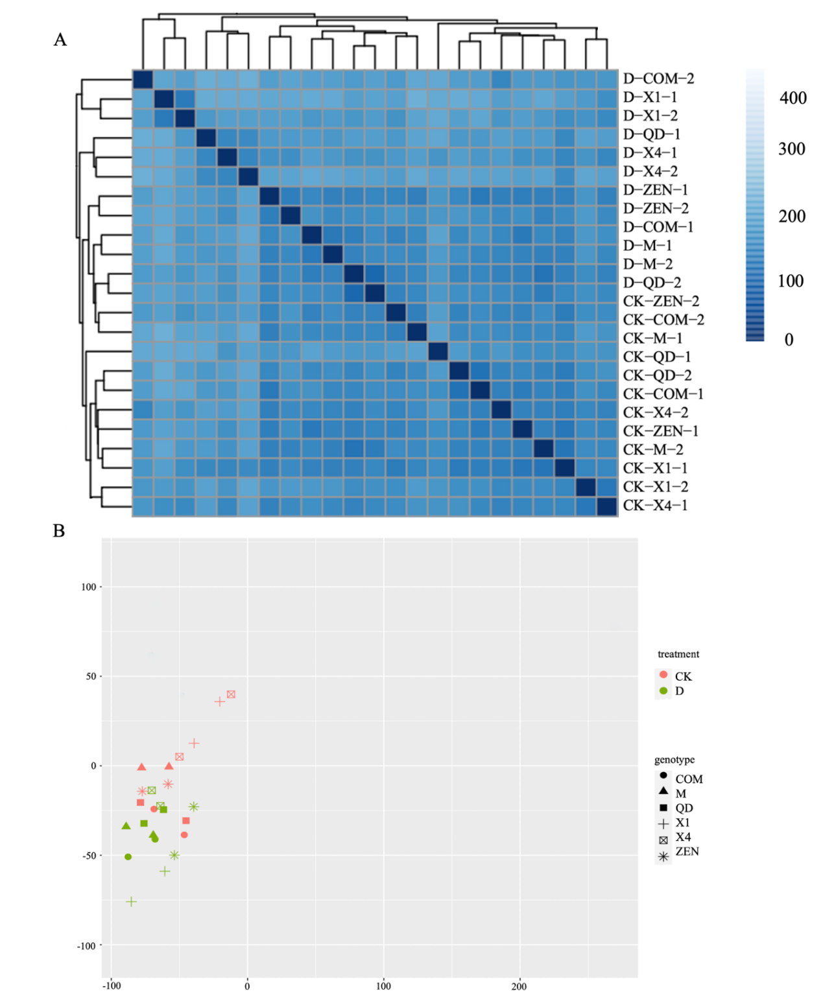 A
D-COM-2
D-X1-1
D-X1-2
D-QD-1
D-X4-1
D-X4-2
D-ZEN-1
D-ZEN-2
D-COM-1
D-M-1
D-M-2
D-QD-2
CK-ZEN-2
CK-COM-2
CK-M-1
CK-QD-1
CK-QD-2
CK-COM-1
CK-X4-2
CK-ZEN-1
CK-M-2
CK-X1-1
CK-X1-2
CK-X4-1
400
300
200
100
0
B
100
50
0
-50
-100
-100
0
100
200
treatment
CK
D
genotype
COM
M
QD
X1
X4
ZEN